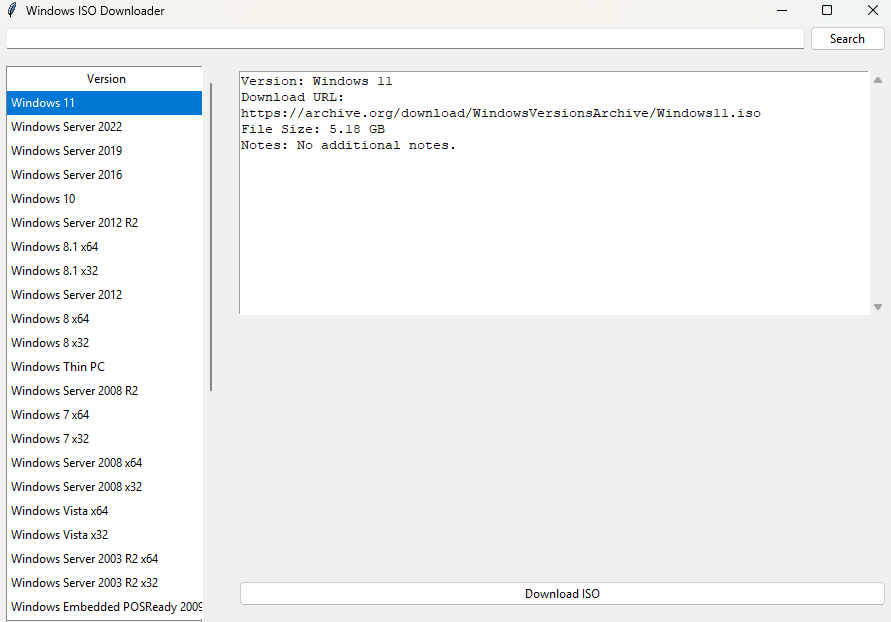 Windows ISO Downloader
Search
Version
Windows 11
Windows Server 2022
Windows Server 2019
Windows Server 2016
Windows 10
Windows Server 2012 R2
Windows 8.1 x64
Windows 8.1 x32
Windows Server 2012
Windows 8 x64
Windows 8 x32
Windows Thin PC
Windows Server 2008 R2
Windows 7 x64
Windows 7 x32
Windows Server 2008 x64
Windows Server 2008 x32
Windows Vista x64
Windows Vista x32
Windows Server 2003 R2 x64
Windows Server 2003 R2 x32
Windows Embedded POSReady 2009
Version: Windows 11
Download URL:
https://archive.org/download/WindowsVersionsArchive/Windows11.iso
File Size: 5.18 GB
Notes: No additional notes.
Download ISO